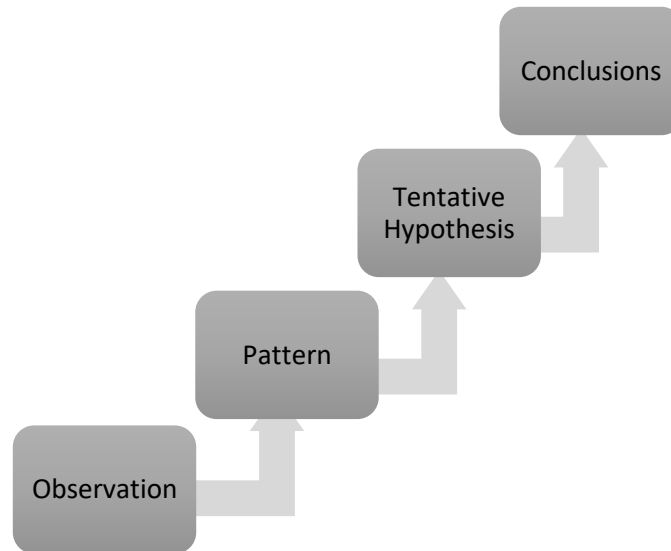 Conclusions
Tentative
Hypothesis
Pattern
Observation